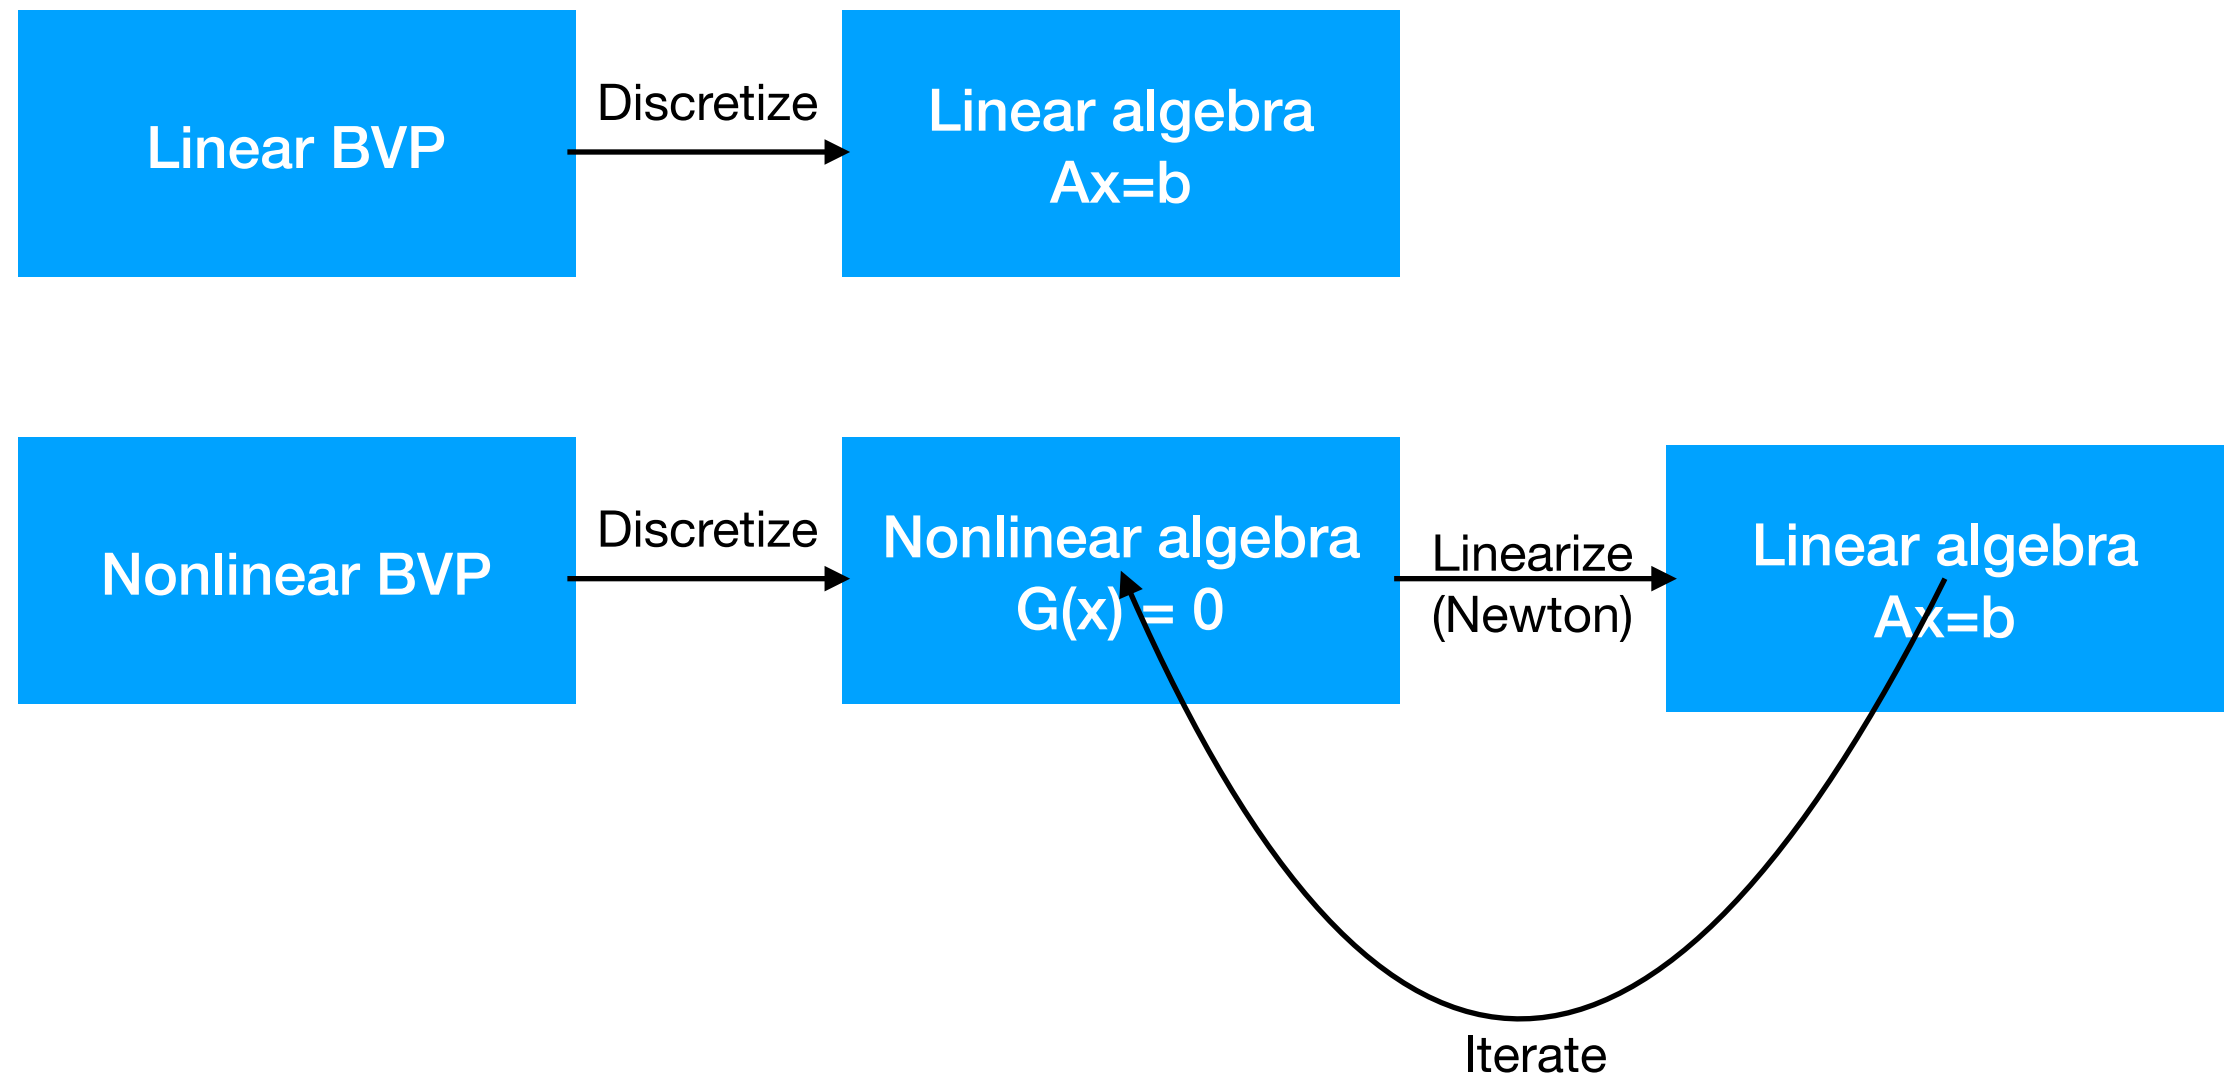 Linear BVP
Discretize
Linear algebra
Ax=b
Nonlinear BVP
Discretize
Nonlinear algebra
G(x) = 0
Linearize
(Newton)
Linear algebra
Ax=b
Iterate